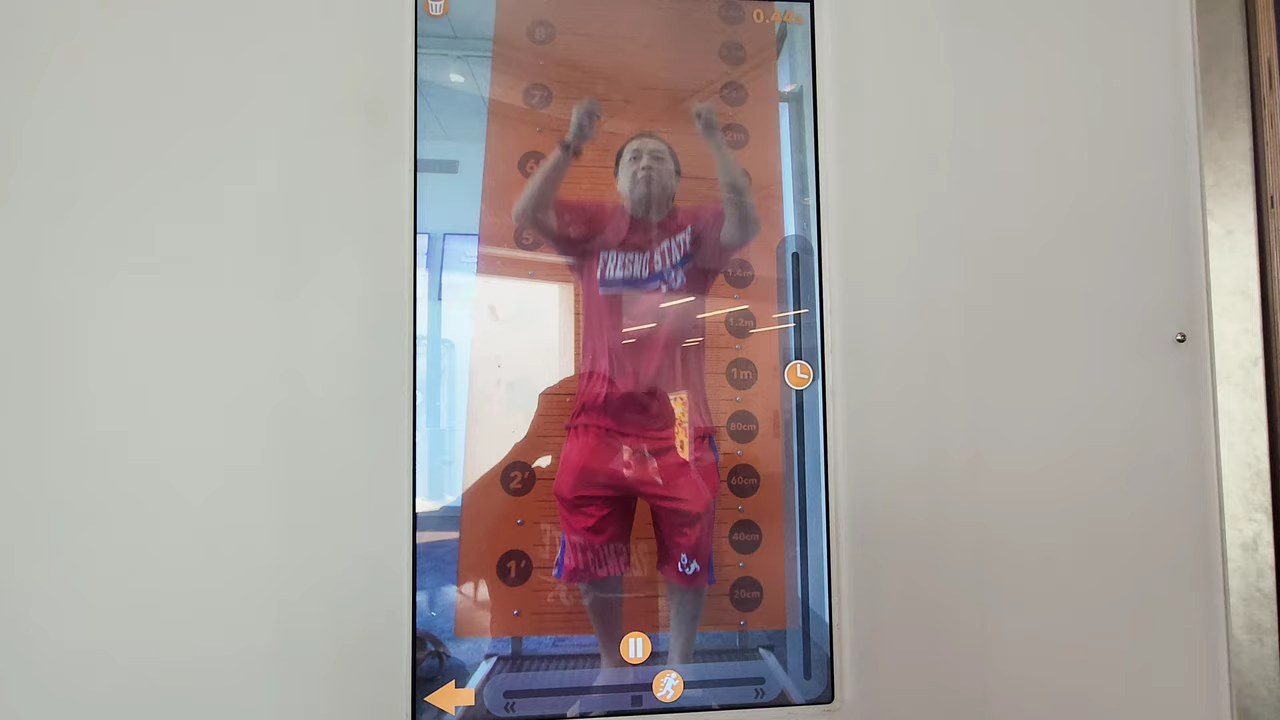 0.44s
8'
7'
2m
6'
5'
FRESNO STATE
1.4m
1.2m
1m
80cm
2'
60cm
40cm
1'
20cm